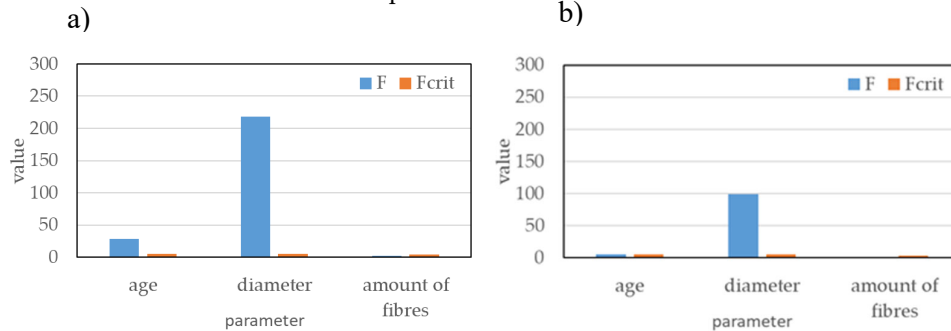 a)
300
250
200
150
100
50
0
value
F Fcrit
age diameter amount of
fibres
parameter
b)
300
250
200
150
100
50
0
value
F Fcrit
age diameter amount of
fibres
parameter